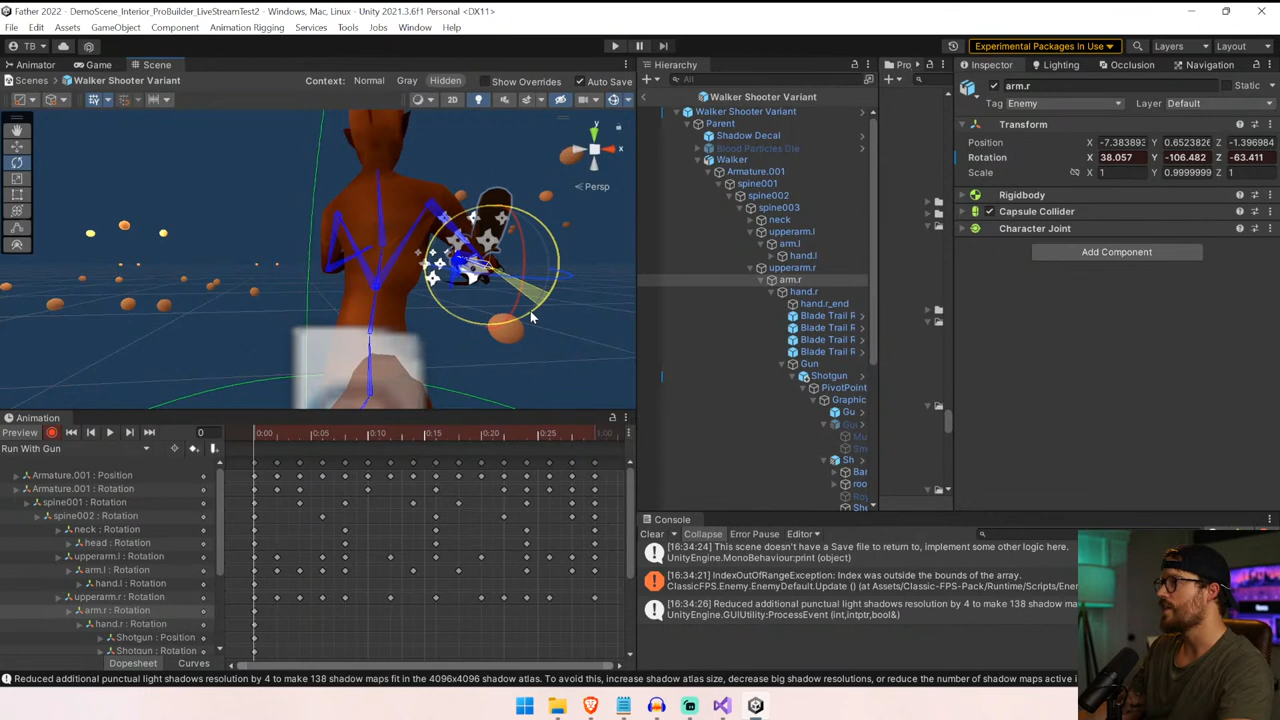 Father 2022 - DemoScene_Interior_ProBuilder_LiveStreamTest2 - Windows, Mac, Linux - Unity 2021.3.6f1 Personal <DX11>
File Edit Assets GameObject Component Animation Rigging Services Tools Jobs Window Help
TB Experimental Packages In Use Layers Layout
Animator Game Scene
Scenes Walker Shooter Variant Context: Normal Gray Hidden Show Overrides Auto Save
2D
y
x
Persp
Animation
Preview 0 0:00 0:05 0:10 0:15 0:20 0:25 1:00
Run With Gun
Armature.001 : Position
Armature.001 : Rotation
spine001 : Rotation
spine002 : Rotation
neck : Rotation
head : Rotation
upperarm.l : Rotation
arm.l : Rotation
hand.l : Rotation
upperarm.r : Rotation
arm.r : Rotation
hand.r : Rotation
Shotgun : Position
Shotgun : Rotation
Dopesheet Curves
Hierarchy
All
Walker Shooter Variant
Walker Shooter Variant
Parent
Shadow Decal
Blood Particles Die
Walker
Armature.001
spine001
spine002
spine003
neck
upperarm.l
arm.l
hand.l
upperarm.r
arm.r
hand.r
hand.r_end
Blade Trail R
Blade Trail R
Blade Trail R
Blade Trail R
Gun
Shotgun
PivotPoint
Graphic
Gu
Gu
Mu
Sm
Sh
Ba
roo
Ro
She
Pro
Console
Clear Collapse Error Pause Editor
[16:34:24] This scene doesn't have a Save file to return to, implement some other logic here.
UnityEngine.MonoBehaviour:print (object)
[16:34:21] IndexOutOfRangeException: Index was outside the bounds of the array.
ClassicFPS.Enemy.EnemyDefault.Update () (at Assets/Classic-FPS-Pack/Runtime/Scripts/Ener
[16:34:26] Reduced additional punctual light shadows resolution by 4 to make 138 shadow ma
UnityEngine.GUIUtility:ProcessEvent (int,intptr,bool&)
Inspector Lighting Occlusion Navigation
arm.r Static
Tag Enemy Layer Default
Transform
Position X -7.383893 Y 0.6523826 Z -1.396984
Rotation X 38.057 Y -106.482 Z -63.411
Scale X 1 Y 0.9999999 Z 1
Rigidbody
Capsule Collider
Character Joint
Add Component
Reduced additional punctual light shadows resolution by 4 to make 138 shadow maps fit in the 4096x4096 shadow atlas. To avoid this, increase shadow atlas size, decrease big shadow resolutions, or reduce the number of shadow maps active i